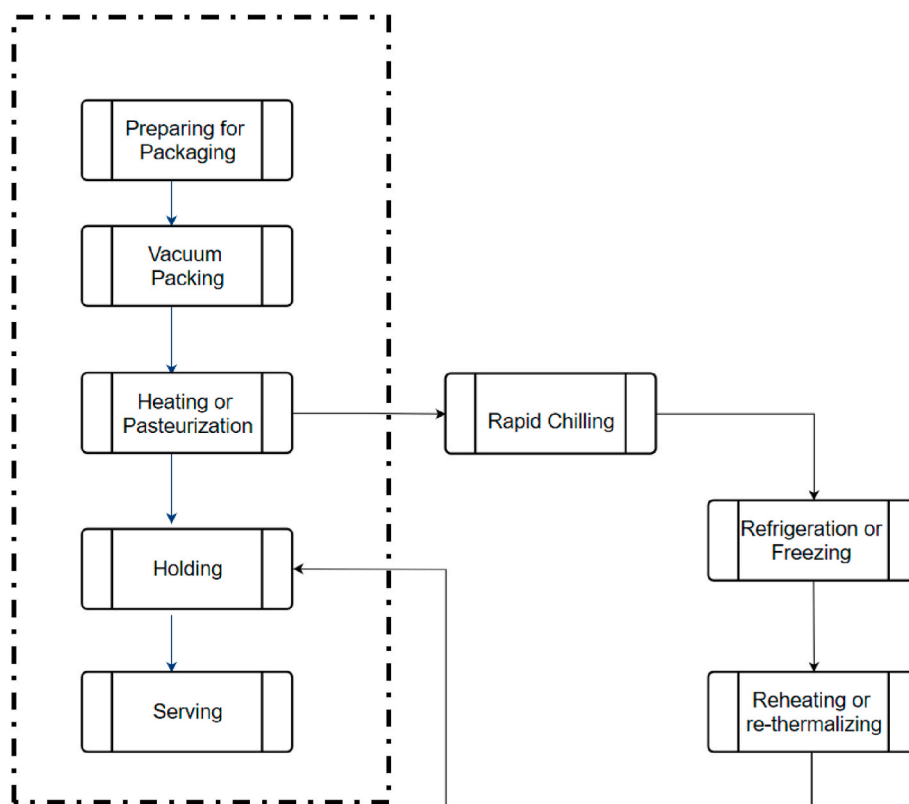 Preparing for
Packaging
Vacuum
Packing
Heating or
Pasteurization
Rapid Chilling
Refrigeration or
Freezing
Holding
Serving
Reheating or
re-thermalizing